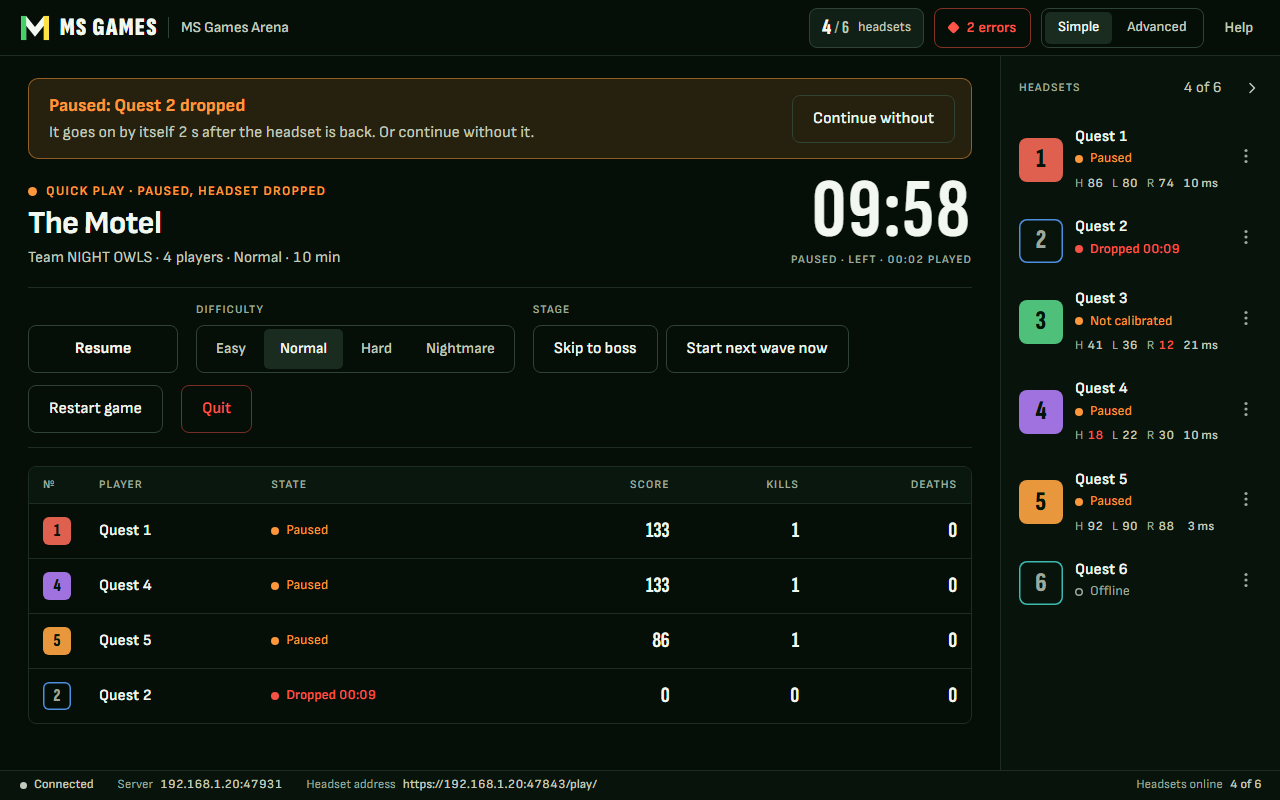 MS GAMES
MS Games Arena
4 / 6 headsets
2 errors
Simple
Advanced
Help
Paused: Quest 2 dropped
It goes on by itself 2 s after the headset is back. Or continue without it.
Continue without
QUICK PLAY · PAUSED, HEADSET DROPPED
The Motel
Team NIGHT OWLS · 4 players · Normal · 10 min
09:58
PAUSED · LEFT · 00:02 PLAYED
DIFFICULTY
STAGE
Resume
Easy
Normal
Hard
Nightmare
Skip to boss
Start next wave now
Restart game
Quit
№ PLAYER STATE SCORE KILLS DEATHS
1 Quest 1 Paused 133 1 0
4 Quest 4 Paused 133 1 0
5 Quest 5 Paused 86 1 0
2 Quest 2 Dropped 00:09 0 0 0
HEADSETS 4 of 6
1
Quest 1
Paused
H 86 L 80 R 74 10 ms
2
Quest 2
Dropped 00:09
3
Quest 3
Not calibrated
H 41 L 36 R 12 21 ms
4
Quest 4
Paused
H 18 L 22 R 30 10 ms
5
Quest 5
Paused
H 92 L 90 R 88 3 ms
6
Quest 6
Offline
Connected Server 192.168.1.20:47931 Headset address https://192.168.1.20:47843/play/
Headsets online 4 of 6